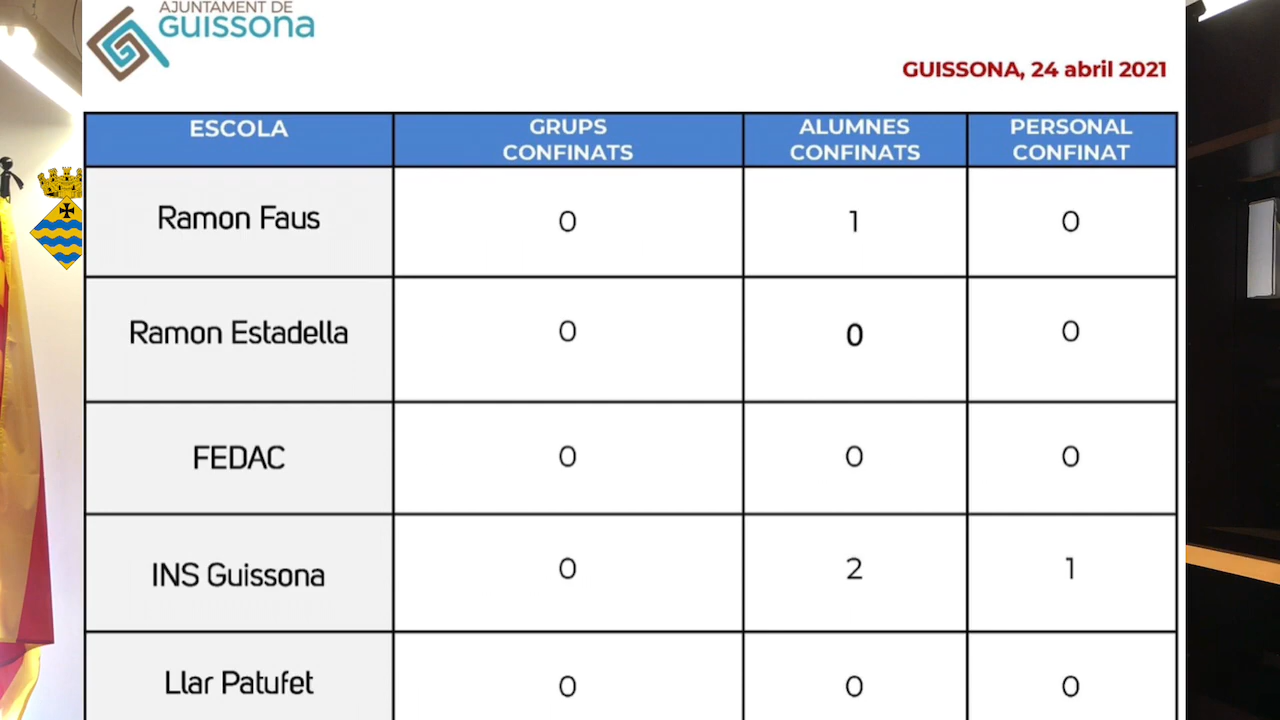 AJUNTAMENT DE
GUISSONA
GUISSONA, 24 abril 2021
ESCOLA
GRUPS
CONFINATS
ALUMNES
CONFINATS
PERSONAL
CONFINAT
Ramon Faus 0 1 0
Ramon Estadella 0 0 0
FEDAC 0 0 0
INS Guissona 0 2 1
Llar Patufet 0 0 0